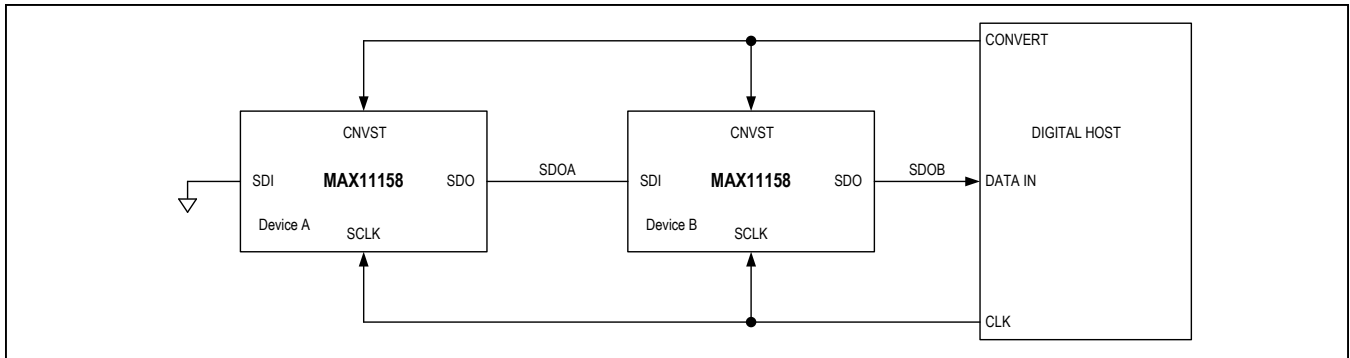 CONVERT
CNVST
CNVST
DIGITAL HOST
SDI
MAX11158
SDO
SDOA
SDI
MAX11158
SDO
SDOB
DATA IN
Device A
SCLK
Device B
SCLK
CLK